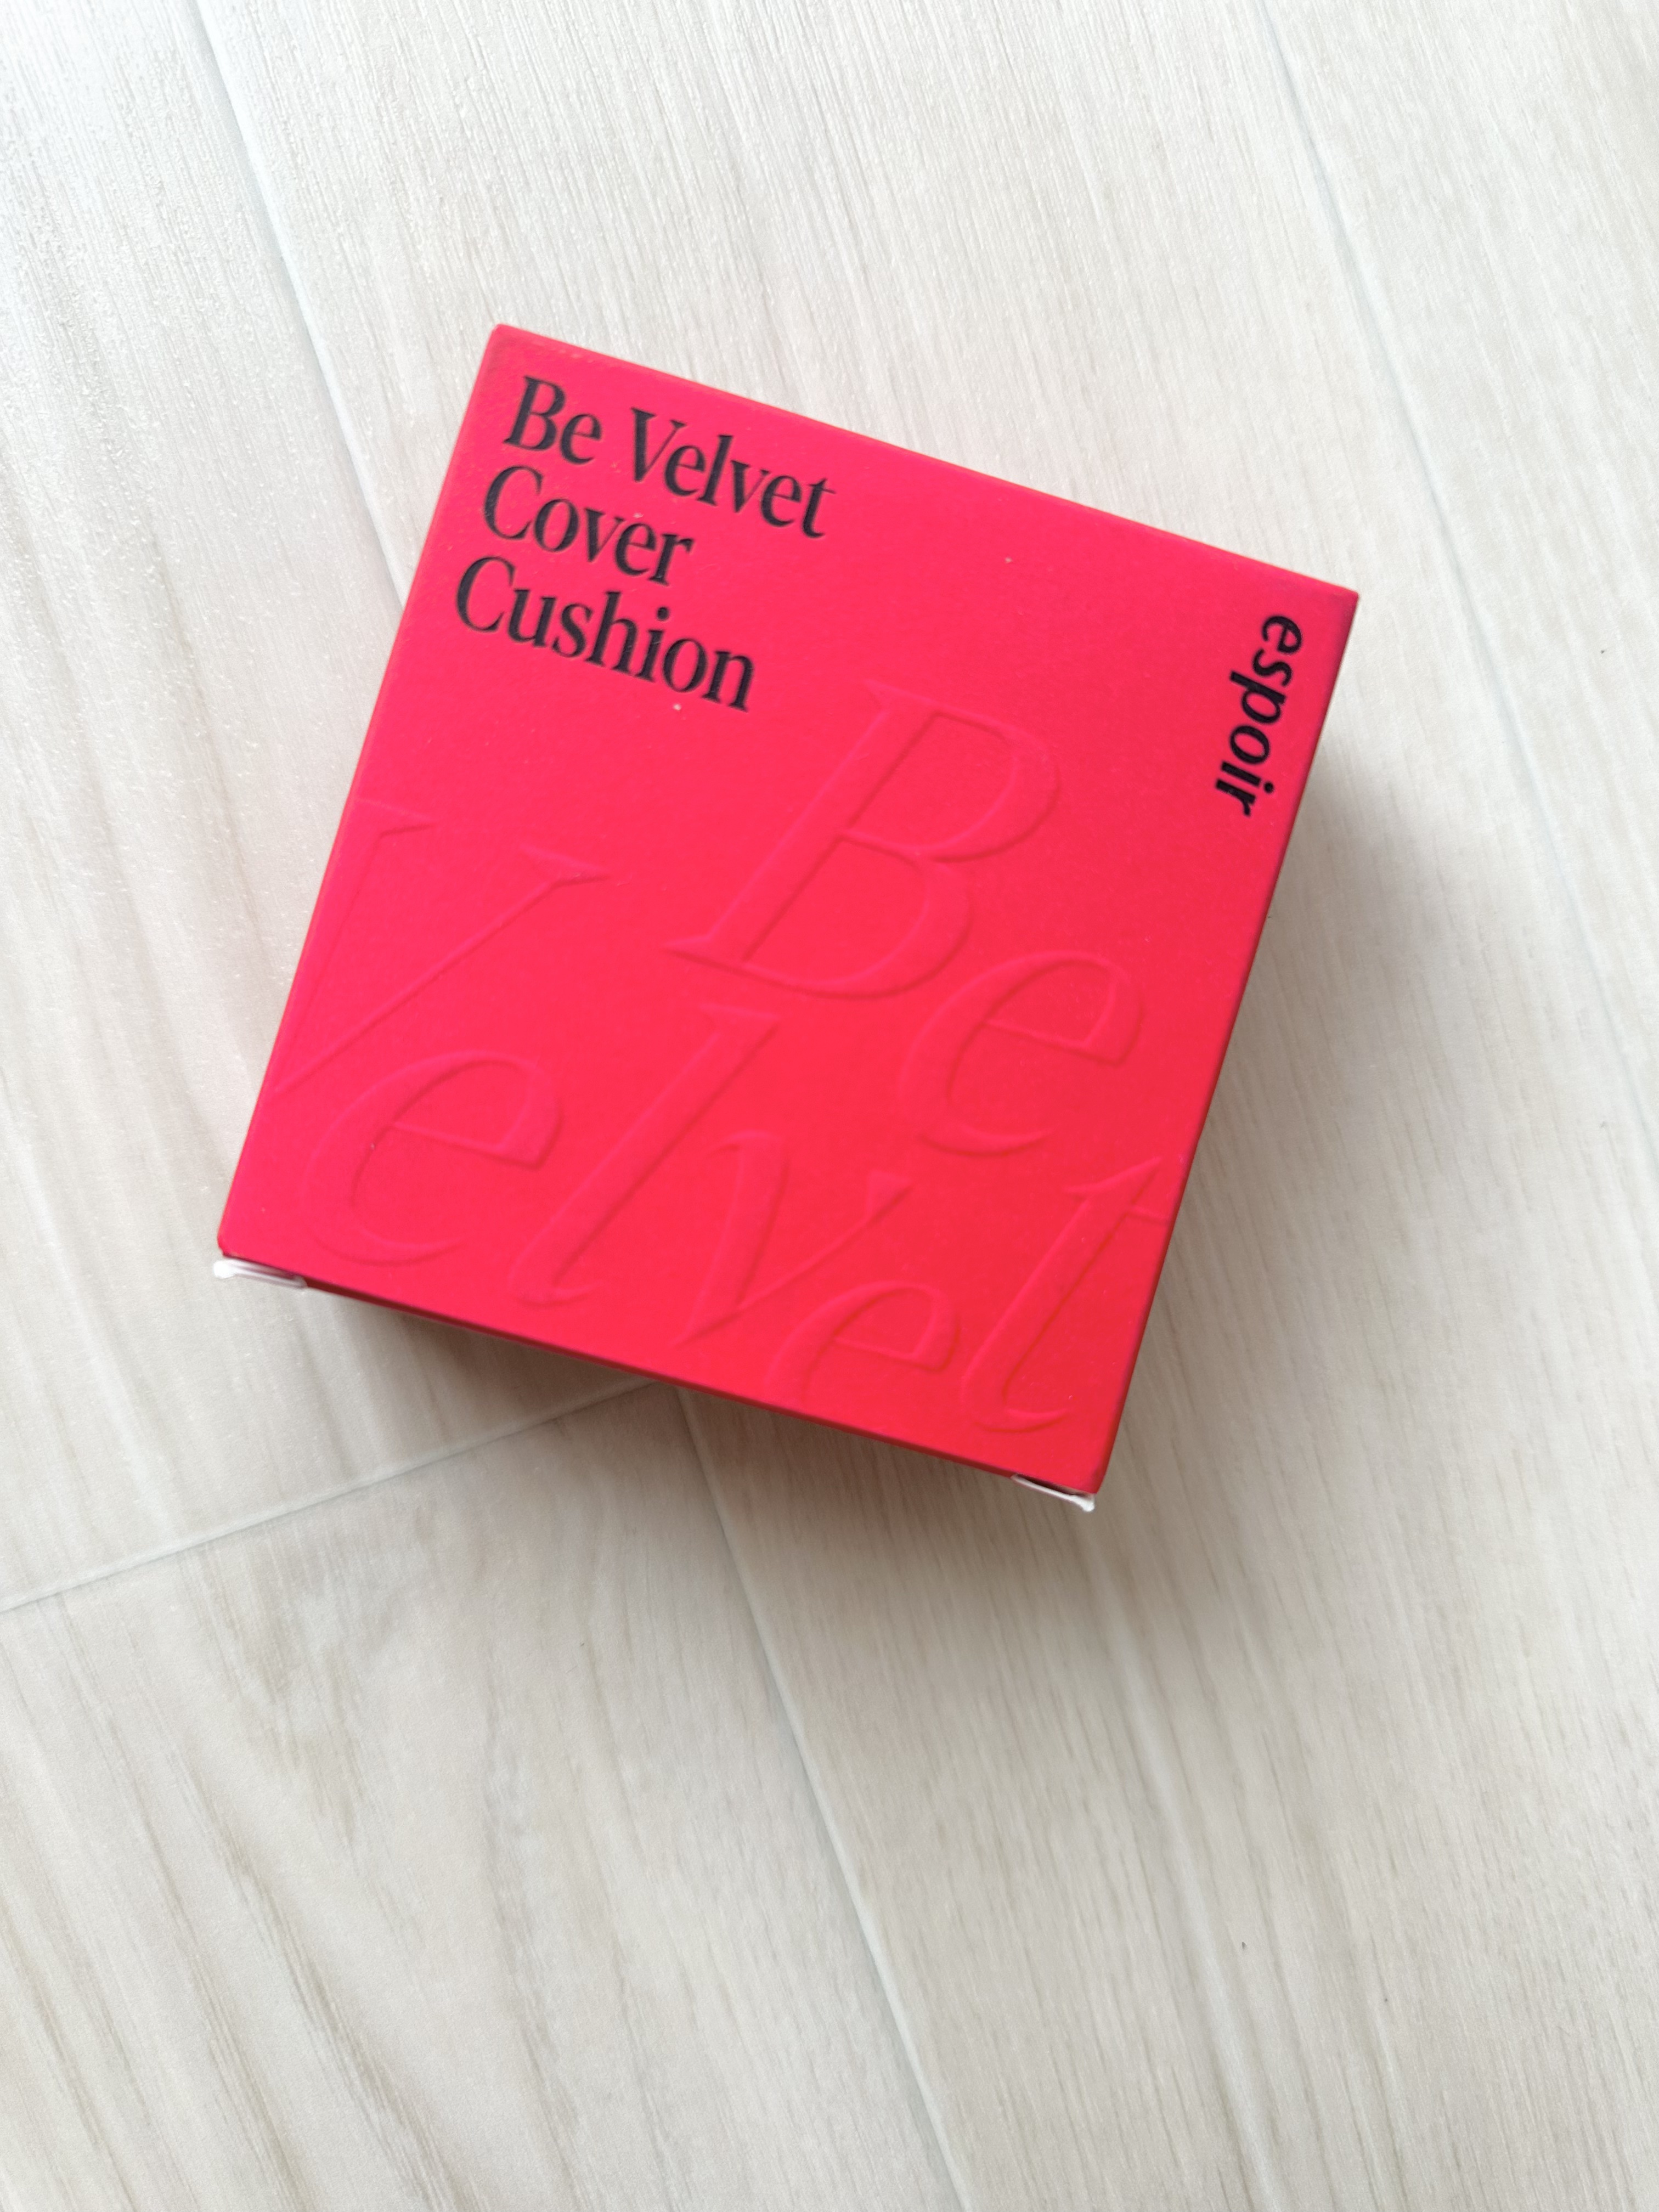 Be Velvet
Cover
Cushion
espoir
Be
Velvet